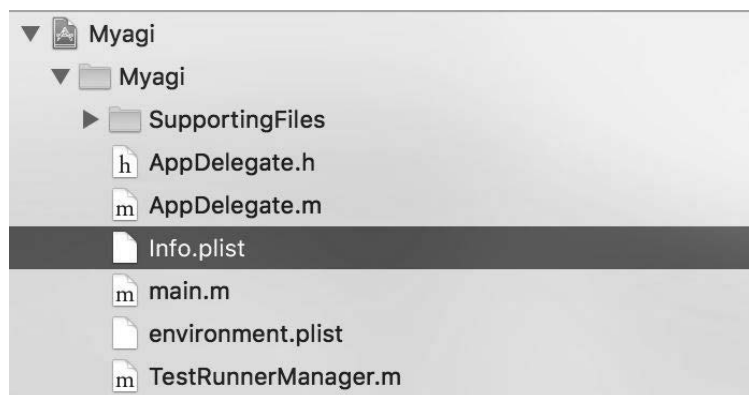 Myagi
Myagi
SupportingFiles
h AppDelegate.h
m AppDelegate.m
Info.plist
m main.m
environment.plist
m TestRunnerManager.m